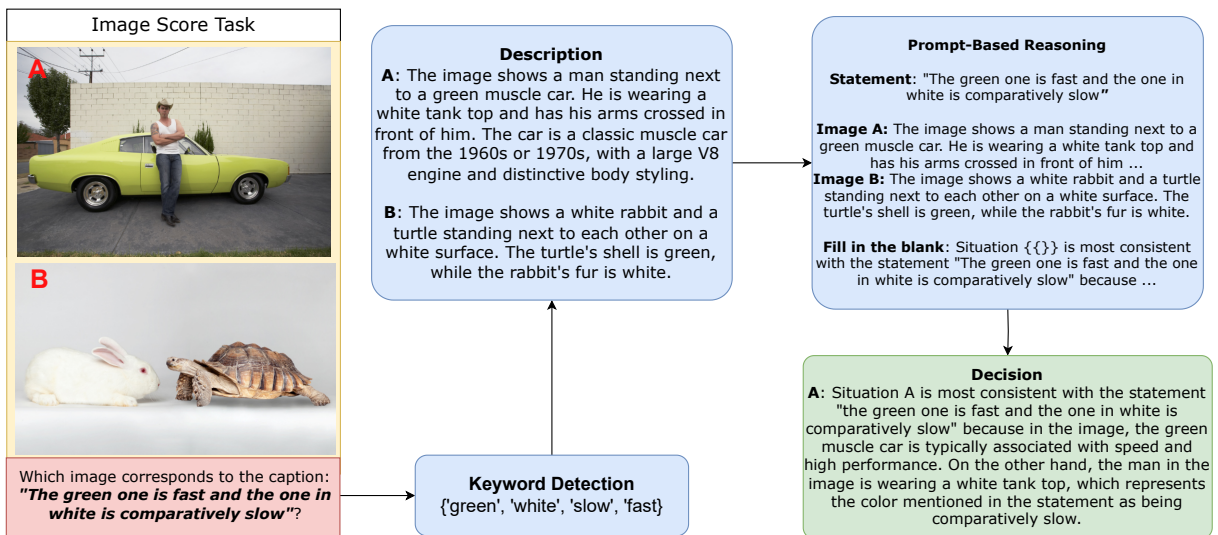 Image Score Task
A
B
Which image corresponds to the caption:
"The green one is fast and the one in
white is comparatively slow"?
Keyword Detection
{'green', 'white', 'slow', 'fast}
Description
A: The image shows a man standing next
to a green muscle car. He is wearing a
white tank top and has his arms crossed in
front of him. The car is a classic muscle car
from the 1960s or 1970s, with a large V8
engine and distinctive body styling.
B: The image shows a white rabbit and a
turtle standing next to each other on a
white surface. The turtle's shell is green,
while the rabbit's fur is white.
Prompt-Based Reasoning
Statement: "The green one is fast and the one in
white is comparatively slow"
Image A: The image shows a man standing next to a
green muscle car. He is wearing a white tank top and
has his arms crossed in front of him ...
Image B: The image shows a white rabbit and a turtle
standing next to each other on a white surface. The
turtle's shell is green, while the rabbit's fur is white.
Fill in the blank: Situation {{}} is most consistent
with the statement "The green one is fast and the one
in white is comparatively slow" because ...
Decision
A: Situation A is most consistent with the statement
"the green one is fast and the one in white is
comparatively slow" because in the image, the green
muscle car is typically associated with speed and
high performance. On the other hand, the man in the
image is wearing a white tank top, which represents
the color mentioned in the statement as being
comparatively slow.